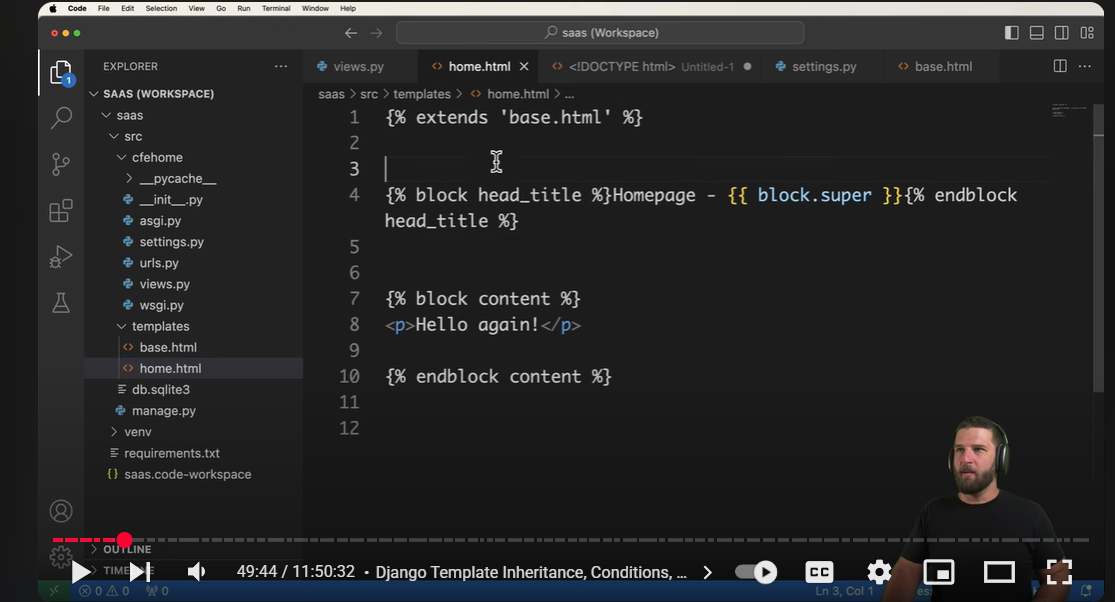 Code File Edit Selection View Go Run Terminal Window Help
saas (Workspace)
EXPLORER
views.py home.html <!DOCTYPE html> Untitled-1 settings.py base.html
SAAS (WORKSPACE)
saas > src > templates > home.html > ...
saas
src
cfehome
__pycache__
__init__.py
asgi.py
settings.py
urls.py
views.py
wsgi.py
templates
base.html
home.html
db.sqlite3
manage.py
venv
requirements.txt
saas.code-workspace
1
1 {% extends 'base.html' %}
2
3
4 {% block head_title %}Homepage - {{ block.super }}{% endblock
head_title %}
5
6
7 {% block content %}
8 <p>Hello again!</p>
9
10 {% endblock content %}
11
12
OUTLINE
49:44 / 11:50:32 • Django Template Inheritance, Conditions, ...
CC
0 0 0
Ln 3, Col 1